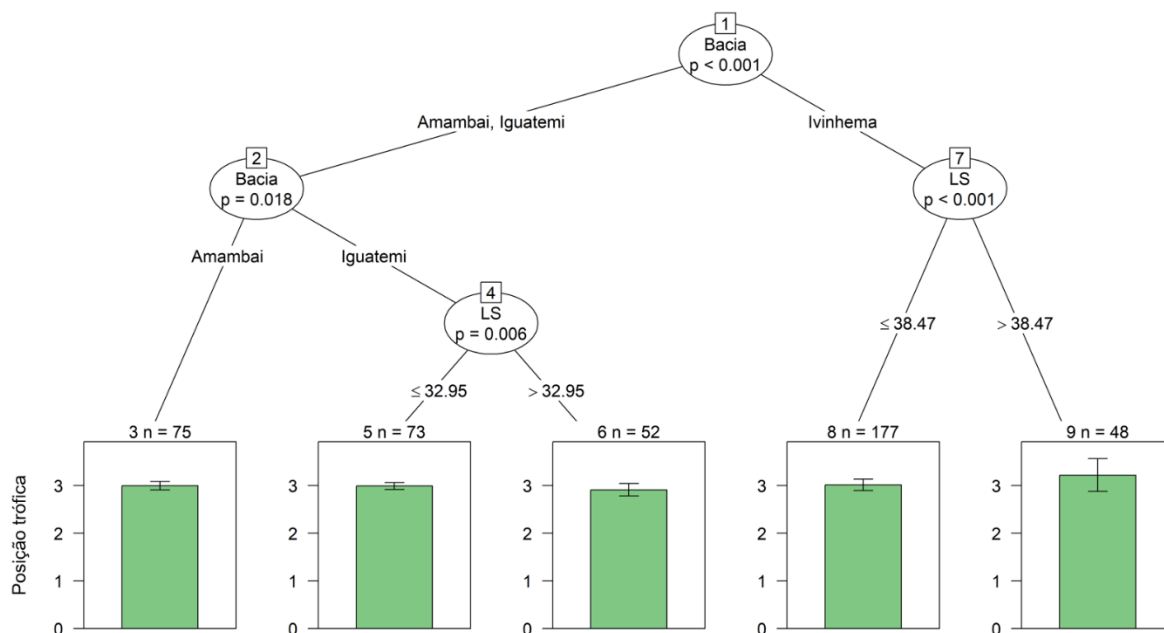 1
Bacia
p < 0.001
Amambai, Iguatemi
Ivinhema
2
Bacia
p = 0.018
7
LS
p < 0.001
Amambai
Iguatemi
4
LS
p = 0.006
≤ 38.47
> 38.47
≤ 32.95
> 32.95
3 n = 75
5 n = 73
6 n = 52
8 n = 177
9 n = 48
Posição trófica
3
2
1
0
3
2
1
0
3
2
1
0
3
2
1
0
3
2
1
0